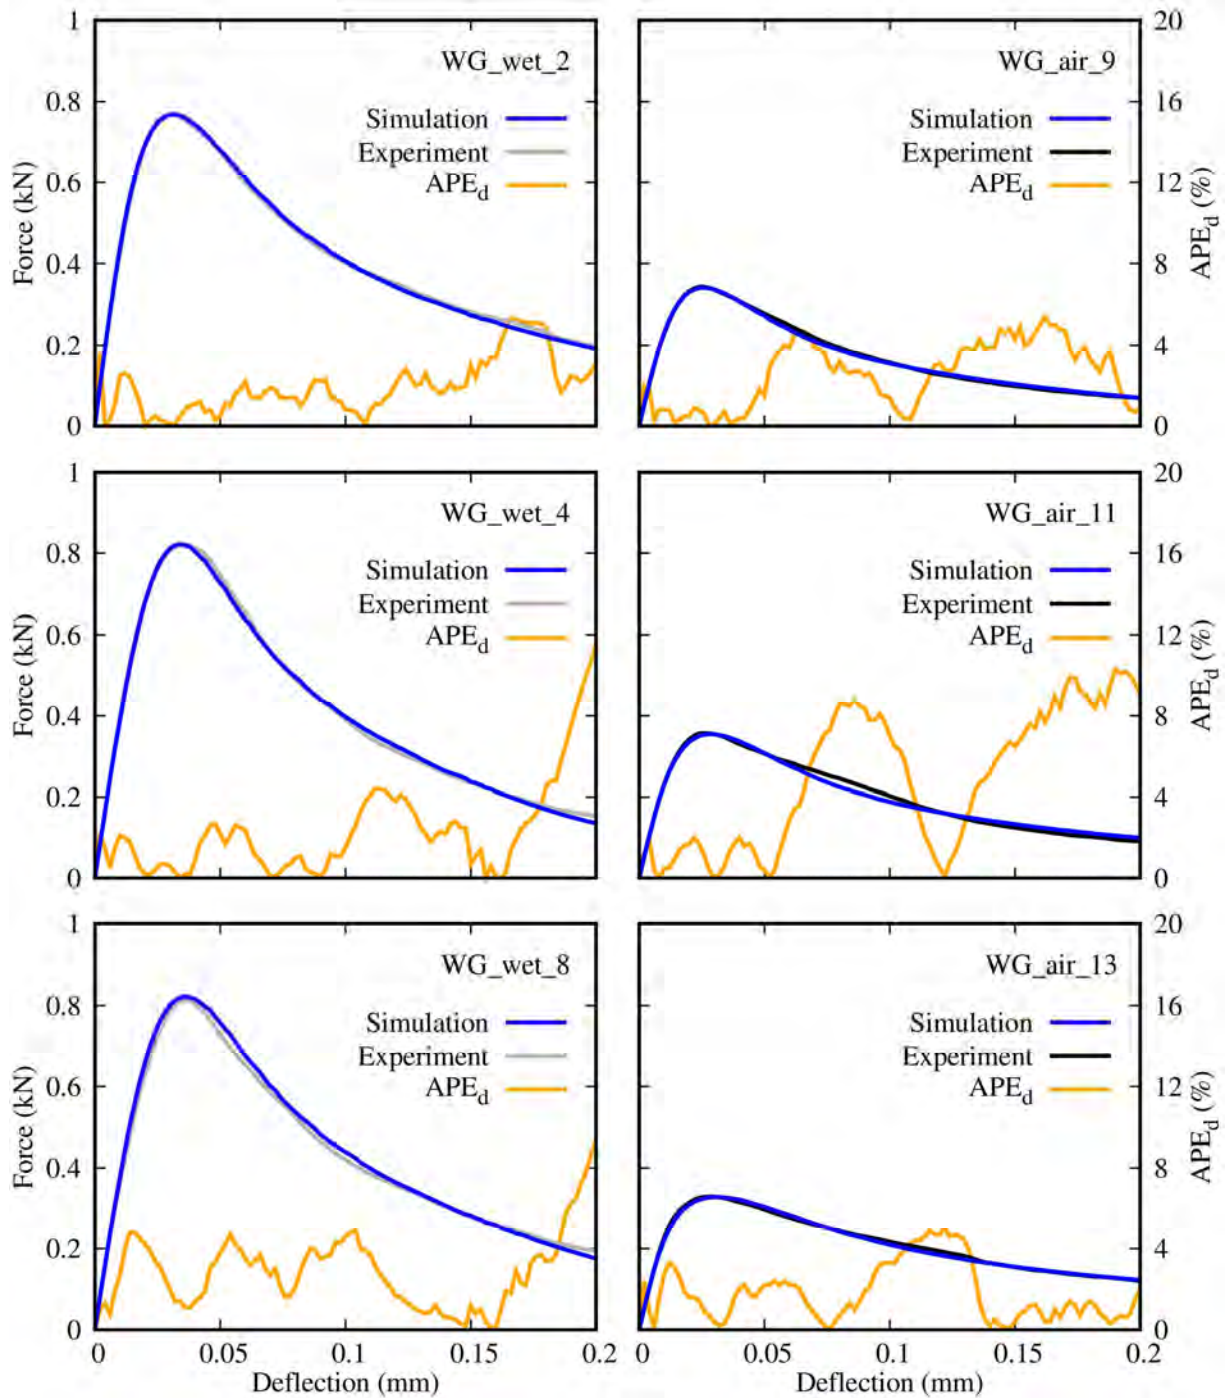 WG_wet_2
Simulation
Experiment
APE_d
Force (kN)
1
0.8
0.6
0.4
0.2
0
WG_air_9
Simulation
Experiment
APE_d
APE_d (%)
20
16
12
8
4
0
WG_wet_4
Simulation
Experiment
APE_d
Force (kN)
1
0.8
0.6
0.4
0.2
0
WG_air_11
Simulation
Experiment
APE_d
APE_d (%)
20
16
12
8
4
0
WG_wet_8
Simulation
Experiment
APE_d
Force (kN)
1
0.8
0.6
0.4
0.2
0
0 0.05 0.1 0.15 0.2
Deflection (mm)
WG_air_13
Simulation
Experiment
APE_d
APE_d (%)
20
16
12
8
4
0
0.05 0.1 0.15 0.2
Deflection (mm)